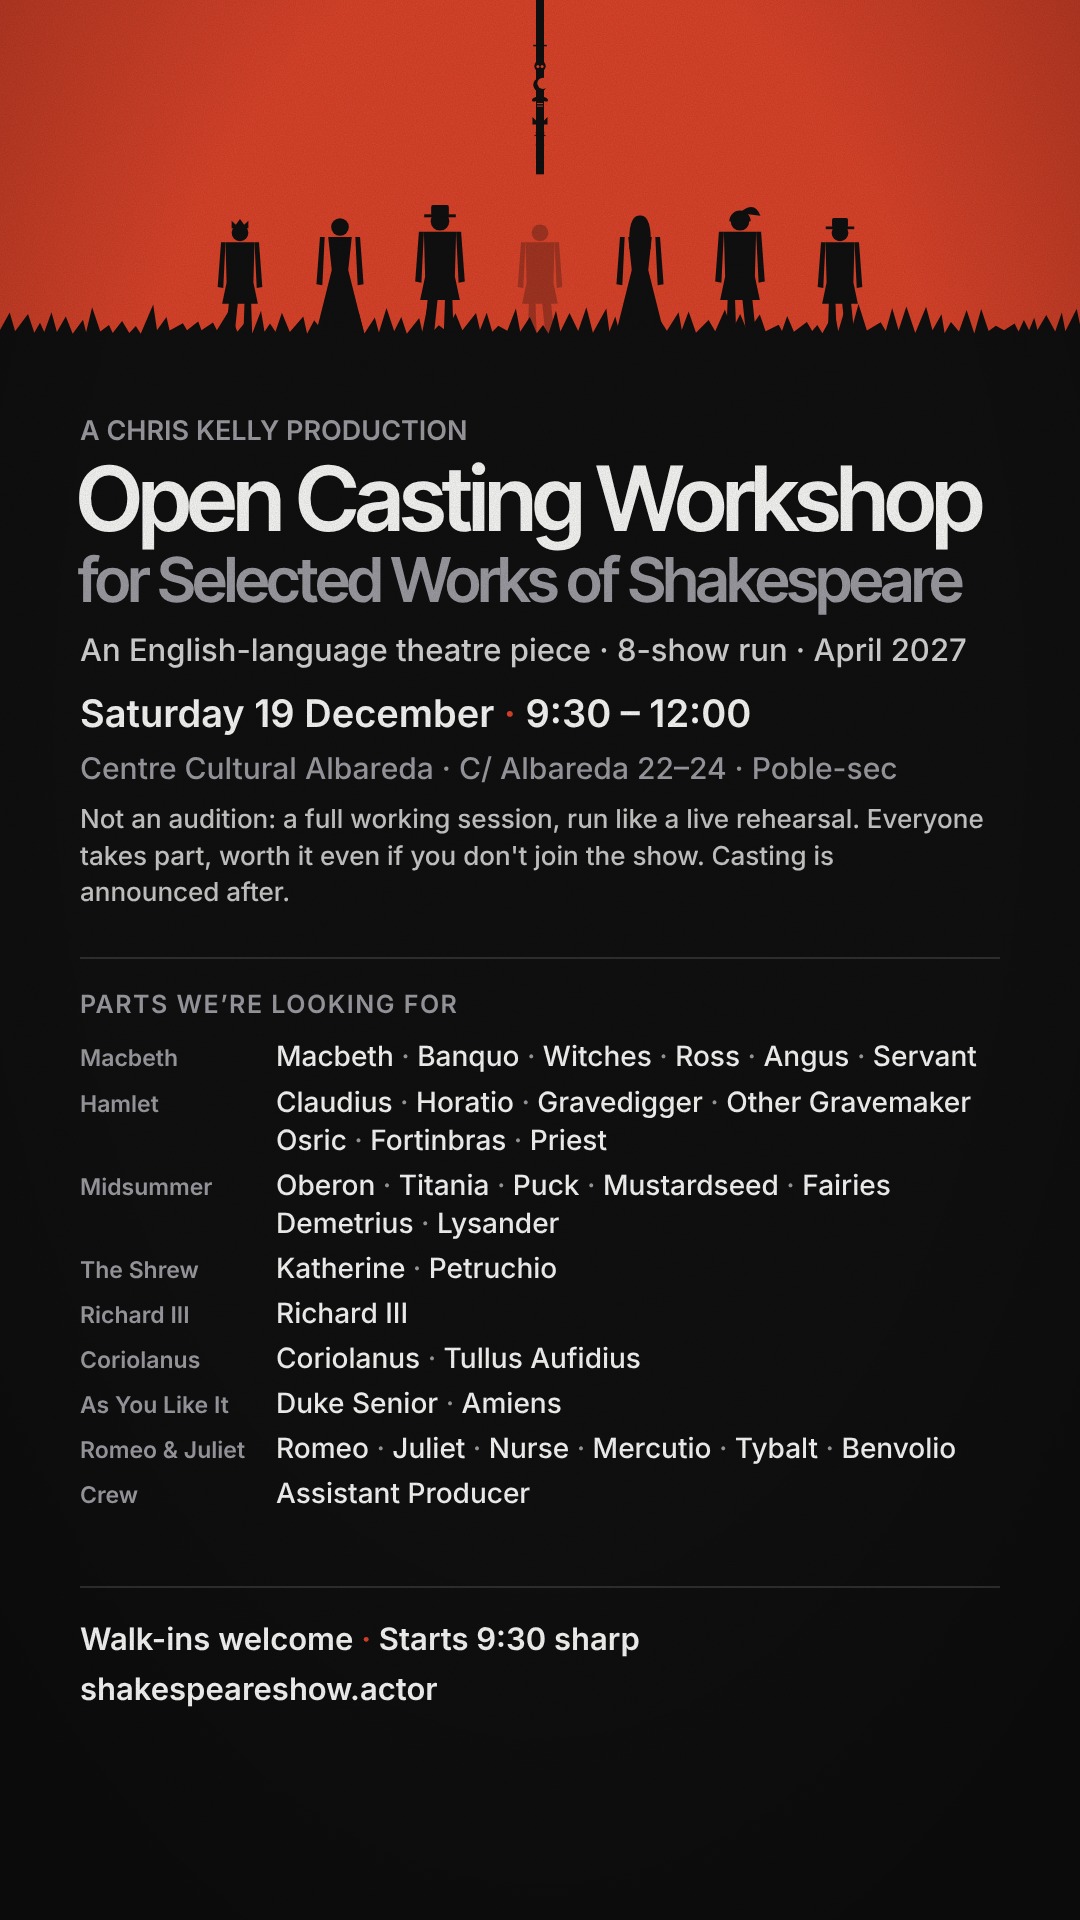 A CHRIS KELLY PRODUCTION
Open Casting Workshop
for Selected Works of Shakespeare
An English-language theatre piece · 8-show run · April 2027
Saturday 19 December · 9:30 – 12:00
Centre Cultural Albareda · C/ Albareda 22–24 · Poble-sec
Not an audition: a full working session, run like a live rehearsal. Everyone
takes part, worth it even if you don't join the show. Casting is
announced after.
PARTS WE’RE LOOKING FOR
Macbeth Macbeth · Banquo · Witches · Ross · Angus · Servant
Hamlet Claudius · Horatio · Gravedigger · Other Gravemaker
Osric · Fortinbras · Priest
Midsummer Oberon · Titania · Puck · Mustardseed · Fairies
Demetrius · Lysander
The Shrew Katherine · Petruchio
Richard III Richard III
Coriolanus Coriolanus · Tullus Aufidius
As You Like It Duke Senior · Amiens
Romeo & Juliet Romeo · Juliet · Nurse · Mercutio · Tybalt · Benvolio
Crew Assistant Producer
Walk-ins welcome · Starts 9:30 sharp
shakespeareshow.actor